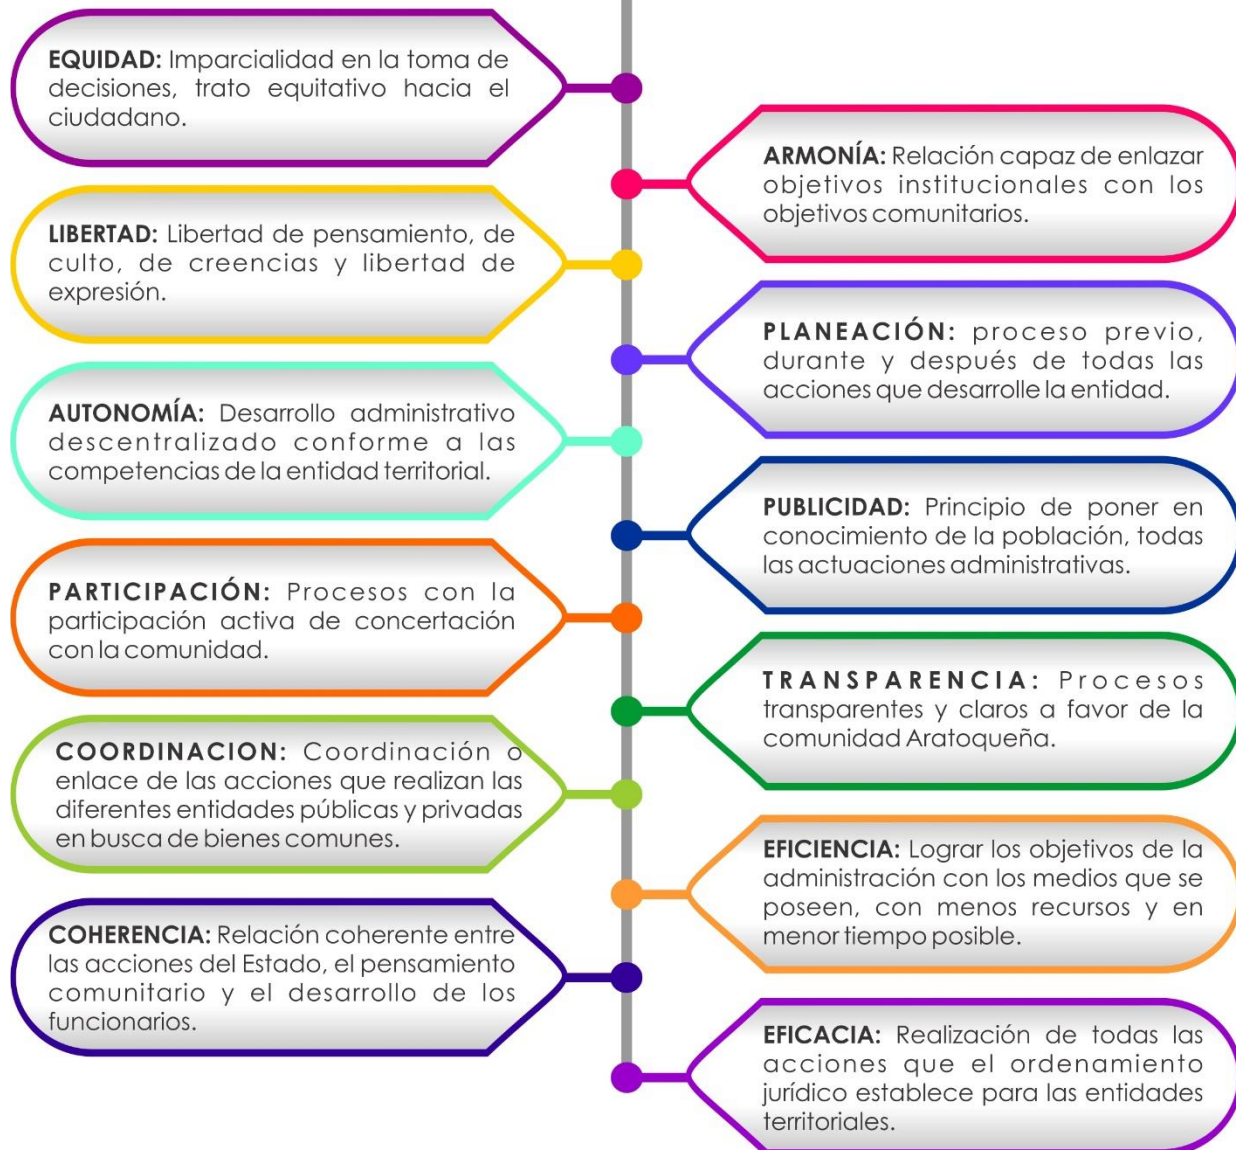 EQUIDAD: Imparcialidad en la toma de
decisiones, trato equitativo hacia el
ciudadano.
ARMONÍA: Relación capaz de enlazar
objetivos institucionales con los
objetivos comunitarios.
LIBERTAD: Libertad de pensamiento, de
culto, de creencias y libertad de
expresión.
PLANEACIÓN: proceso previo,
durante y después de todas las
acciones que desarrolle la entidad.
AUTONOMÍA: Desarrollo administrativo
descentralizado conforme a las
competencias de la entidad territorial.
PUBLICIDAD: Principio de poner en
conocimiento de la población, todas
las actuaciones administrativas.
PARTICIPACIÓN: Procesos con la
participación activa de concertación
con la comunidad.
TRANSPARENCIA: Procesos
transparentes y claros a favor de la
comunidad Aratoqueña.
COORDINACION: Coordinación o
enlace de las acciones que realizan las
diferentes entidades públicas y privadas
en busca de bienes comunes.
EFICIENCIA: Lograr los objetivos de la
administración con los medios que se
poseen, con menos recursos y en
menor tiempo posible.
COHERENCIA: Relación coherente entre
las acciones del Estado, el pensamiento
comunitario y el desarrollo de los
funcionarios.
EFICACIA: Realización de todas las
acciones que el ordenamiento
jurídico establece para las entidades
territoriales.